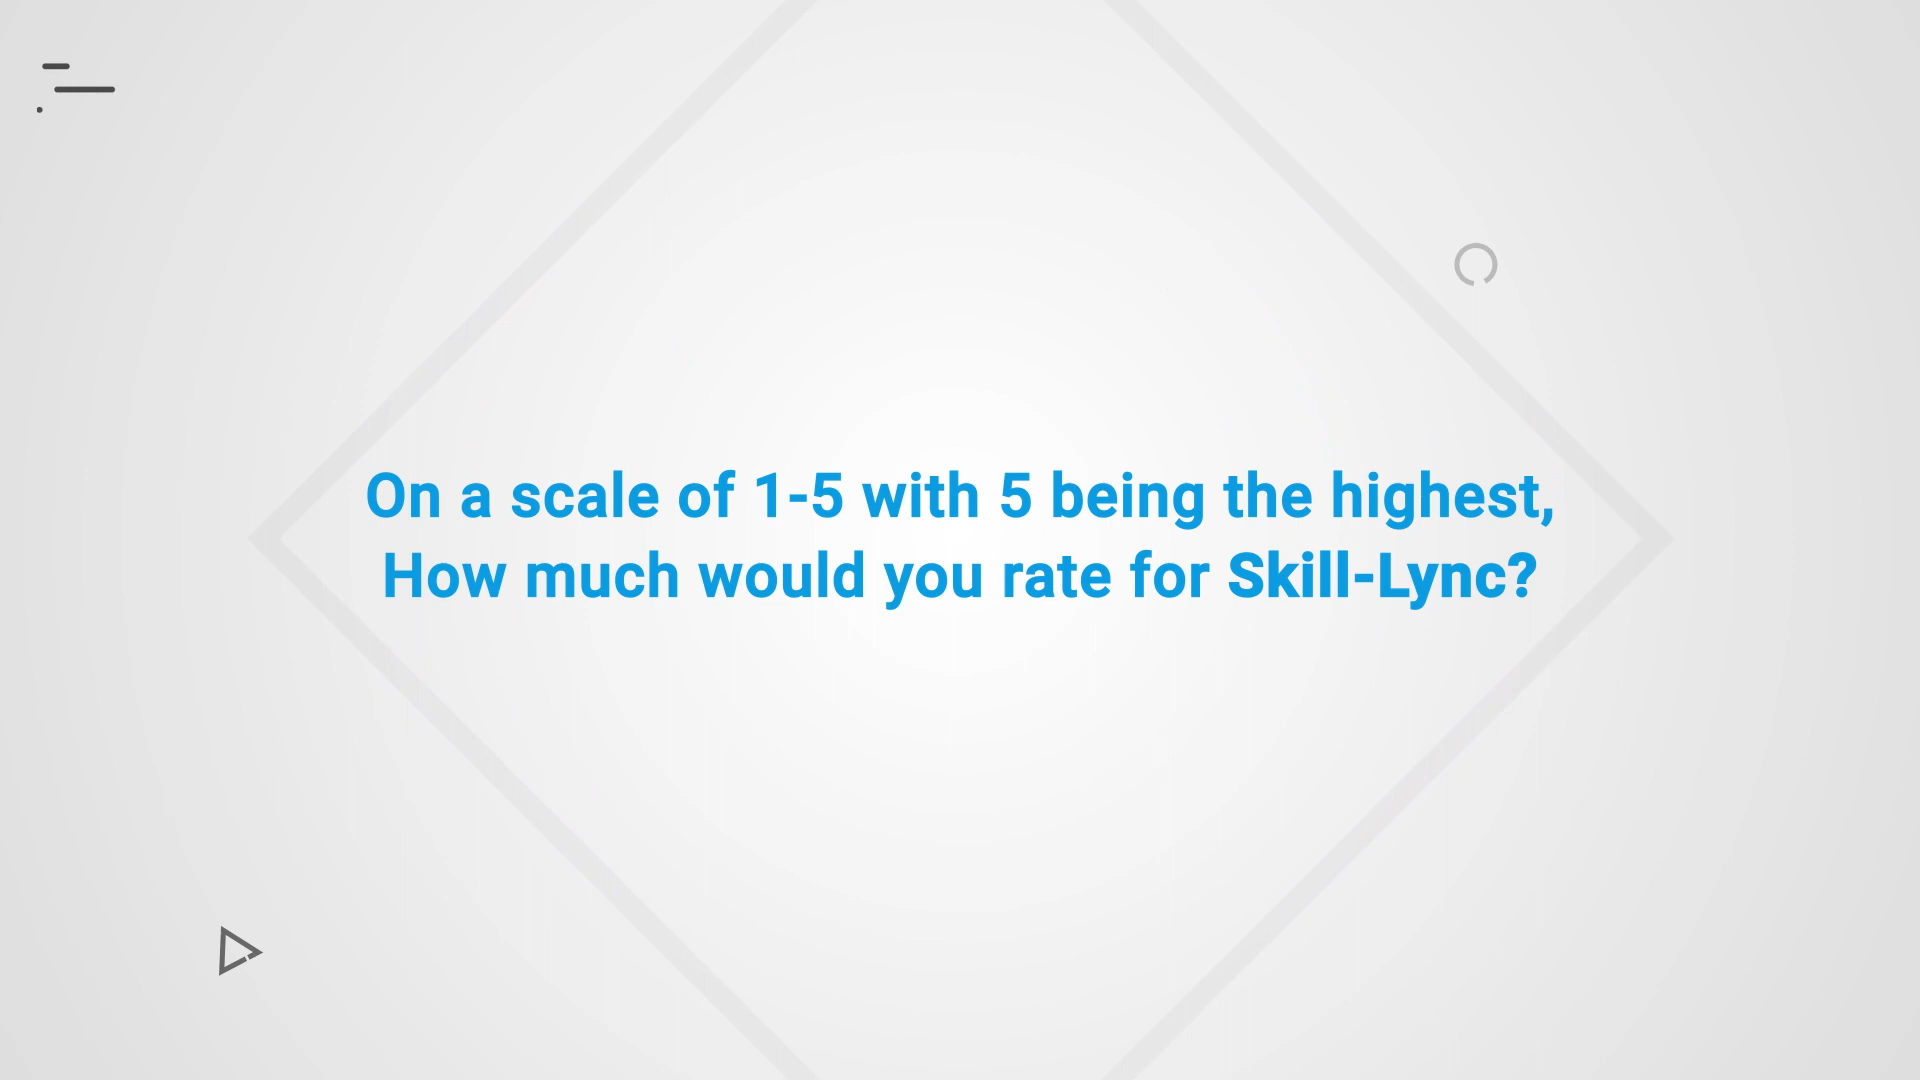 On a scale of 1-5 with 5 being the highest,
How much would you rate for Skill-Lync?